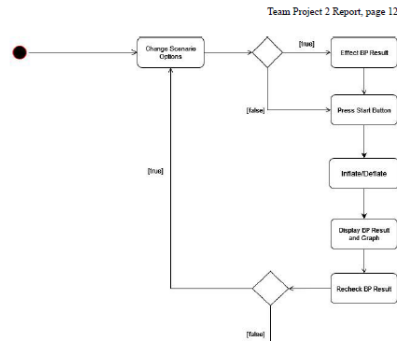 Team Project 2 Report, page 12
Change Scenario
Options
[true]
Effect BP Result
[false]
Press Start Button
[true]
Inflate/Deflate
Display BP Result
and Graph
Recheck BP Result
[false]